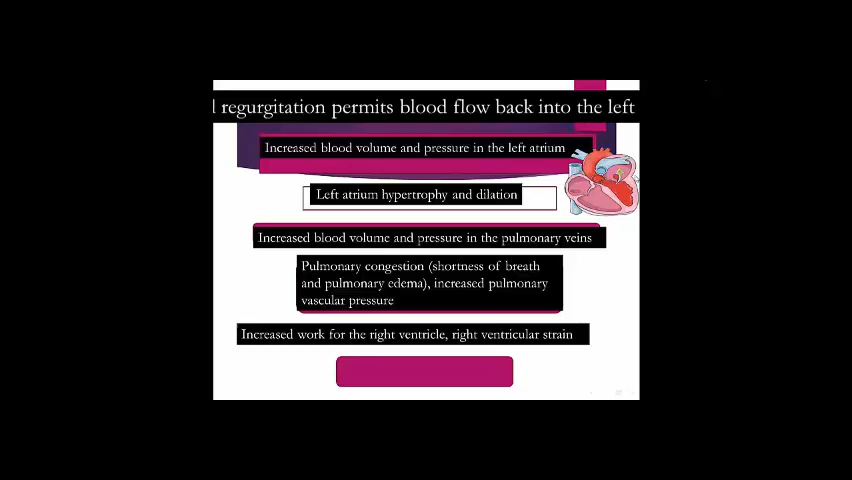 regurgitation permits blood flow back into the left
Increased blood volume and pressure in the left atrium
Left atrium hypertrophy and dilation
Increased blood volume and pressure in the pulmonary veins
Pulmonary congestion (shortness of breath
and pulmonary edema), increased pulmonary
vascular pressure
Increased work for the right ventricle, right ventricular strain